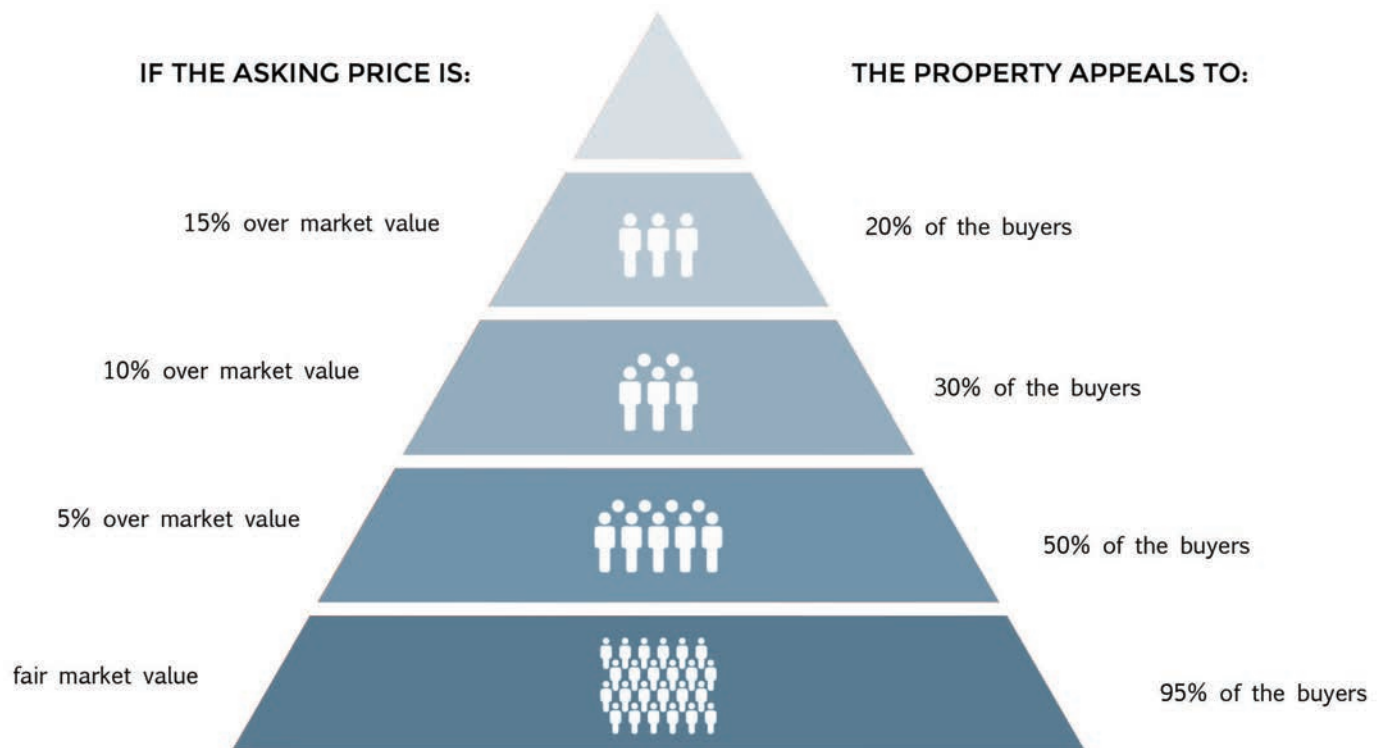 IF THE ASKING PRICE IS:
THE PROPERTY APPEALS TO:
15% over market value
20% of the buyers
10% over market value
30% of the buyers
5% over market value
50% of the buyers
fair market value
95% of the buyers